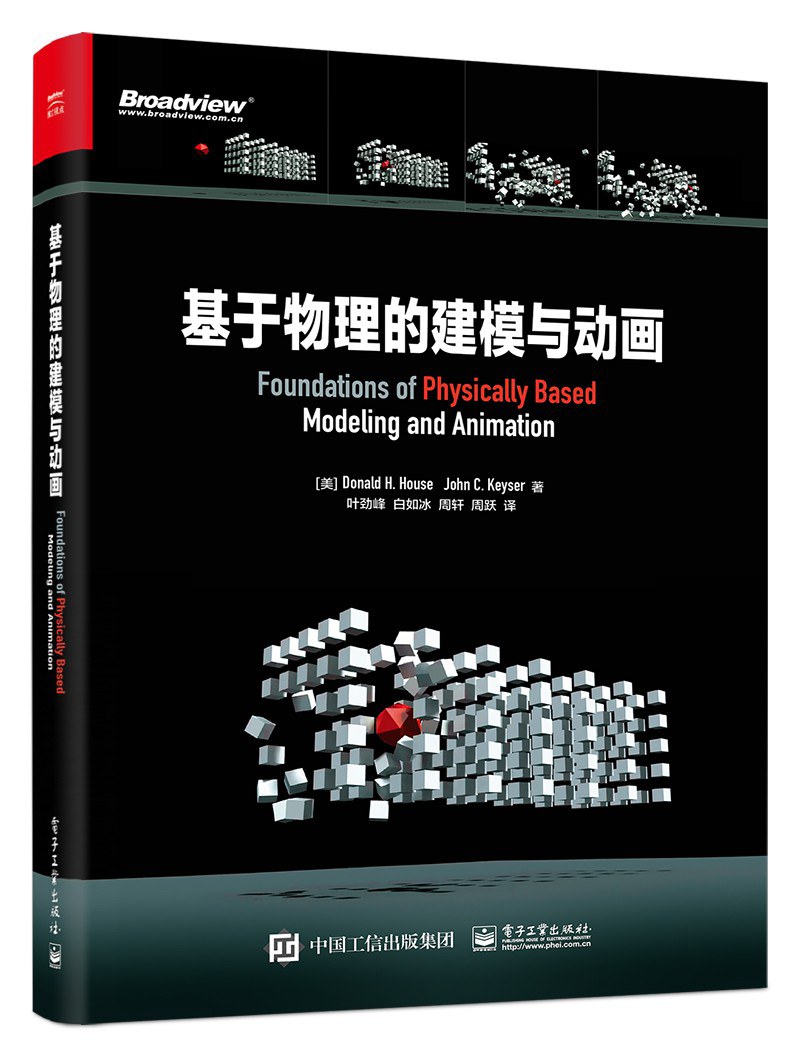 Broadview®
www.broadview.com.cn
基于物理的建模与动画
Foundations of Physically Based
Modeling and Animation
[美] Donald H. House John C. Keyser 著
叶劲峰 白如冰 周轩 周跃 译
中国工信出版集团
電子工業出版社·
PUBLISHING HOUSE OF ELECTRONICS INDUSTRY
http://www.phei.com.cn
Broadview
基于物理的建模与动画
Foundations of Physically Based
Modeling and Animation
電子工業出版社·